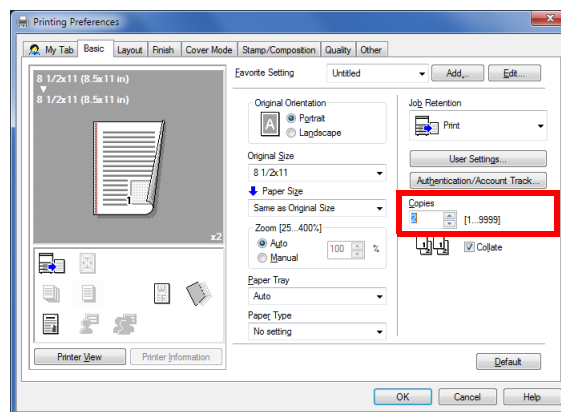 Printing Preferences
My Tab Basic Layout Finish Cover Mode Stamp/Composition Quality Other
8 1/2x11 (8.5x11 in)
8 1/2x11 (8.5x11 in)
1
x2
Printer View Printer Information
Favorite Setting Untitled Add... Edit...
Original Orientation
A Portrait
Landscape
Original Size
8 1/2x11
Paper Size
Same as Original Size
Zoom [25...400%]
Auto
Manual
100 %
Paper Tray
Auto
Paper Type
No setting
Job Retention
Print
User Settings...
Authentication/Account Track...
Copies
2 [1...9999]
Collate
Default
OK Cancel Help